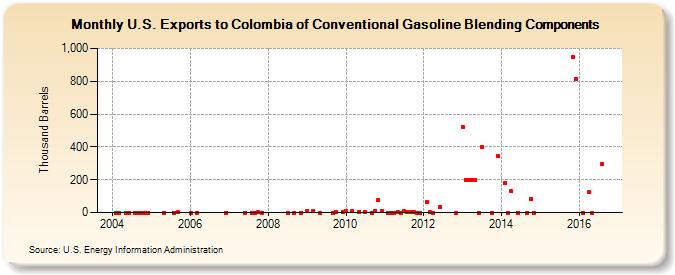 Monthly U.S. Exports to Colombia of Conventional Gasoline Blending Components
Thousand Barrels
1,000
800
600
400
200
0
2004 2006 2008 2010 2012 2014 2016
Source: U.S. Energy Information Administration